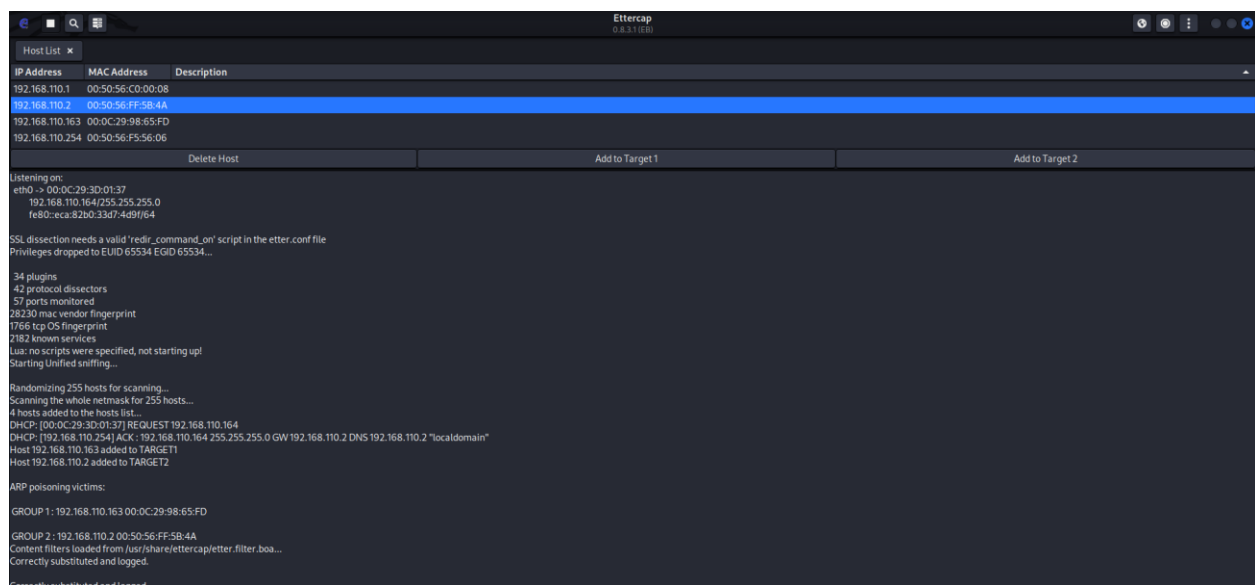 Ettercap
0.8.3.1 (EB)
Host List ×
IP Address MAC Address Description
192.168.110.1 00:50:56:C0:00:08
192.168.110.2 00:50:56:FF:5B:4A
192.168.110.163 00:0C:29:98:65:FD
192.168.110.254 00:50:56:F5:56:06
Delete Host Add to Target 1 Add to Target 2
Listening on:
eth0 -> 00:0C:29:3D:01:37
192.168.110.164/255.255.255.0
fe80::eca:82b0:33d7:4d9f/64
SSL dissection needs a valid 'redir_command_on' script in the etter.conf file
Privileges dropped to EUID 65534 EGID 65534...
34 plugins
42 protocol dissectors
57 ports monitored
28230 mac vendor fingerprint
1766 tcp OS fingerprint
2182 known services
Lua: no scripts were specified, not starting up!
Starting Unified sniffing...
Randomizing 255 hosts for scanning...
Scanning the whole netmask for 255 hosts...
4 hosts added to the hosts list...
DHCP: [00:0C:29:3D:01:37] REQUEST 192.168.110.164
DHCP: [192.168.110.254] ACK : 192.168.110.164 255.255.255.0 GW 192.168.110.2 DNS 192.168.110.2 "localdomain"
Host 192.168.110.163 added to TARGET1
Host 192.168.110.2 added to TARGET2
ARP poisoning victims:
GROUP 1 : 192.168.110.163 00:0C:29:98:65:FD
GROUP 2 : 192.168.110.2 00:50:56:FF:5B:4A
Content filters loaded from /usr/share/ettercap/etter.filter.boa...
Correctly substituted and logged.
Correctly substituted and logged.